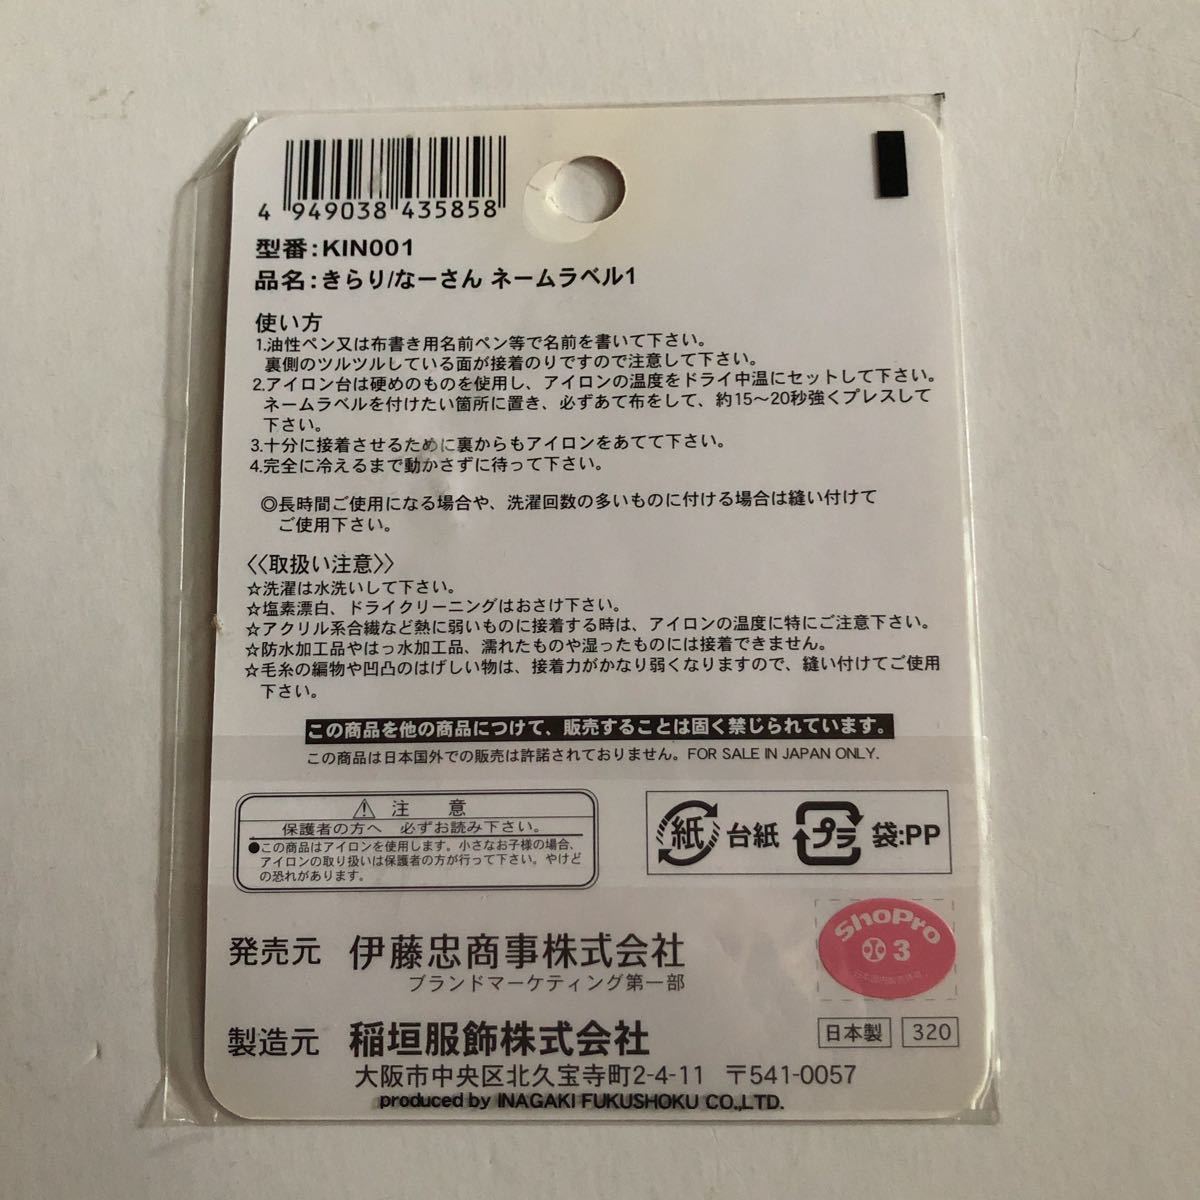 4 949038 435858
型番:KIN001
品名:きらり/なーさん ネームラベル1
使い方
1.油性ペン又は布書き用名前ペン等で名前を書いて下さい。
裏側のツルツルしている面が接着のりですので注意して下さい。
2.アイロン台は硬めのものを使用し、アイロンの温度をドライ中温にセットして下さい。
ネームラベルを付けたい箇所に置き、必ずあて布をして、約15〜20秒強くプレスして
下さい。
3.十分に接着させるために裏からもアイロンをあてて下さい。
4.完全に冷えるまで動かさずに待って下さい。
◎長時間ご使用になる場合や、洗濯回数の多いものに付ける場合は縫い付けて
ご使用下さい。
《取扱い注意》
☆洗濯は水洗いして下さい。
☆塩素漂白、ドライクリーニングはおさけ下さい。
☆アクリル系合繊など熱に弱いものに接着する時は、アイロンの温度に特にご注意下さい。
☆防水加工品やはっ水加工品、濡れたものや湿ったものには接着できません。
☆毛糸の編物や凹凸のはげしい物は、接着力がかなり弱くなりますので、縫い付けてご使用
下さい。
この商品を他の商品につけて、販売することは固く禁じられています。
この商品は日本国外での販売は許諾されておりません。FOR SALE IN JAPAN ONLY.
注 意
保護者の方へ 必ずお読み下さい。
●この商品はアイロンを使用します。小さなお子様の場合、
アイロンの取り扱いは保護者の方が行って下さい。やけど
の恐れがあります。
紙 台紙 プラ 袋:PP
ShoPro
3
発売元 伊藤忠商事株式会社
ブランドマーケティング第一部
日本製 320
製造元 稲垣服飾株式会社
大阪市中央区北久宝寺町2-4-11 〒541-0057
produced by INAGAKI FUKUSHOKU CO.,LTD.